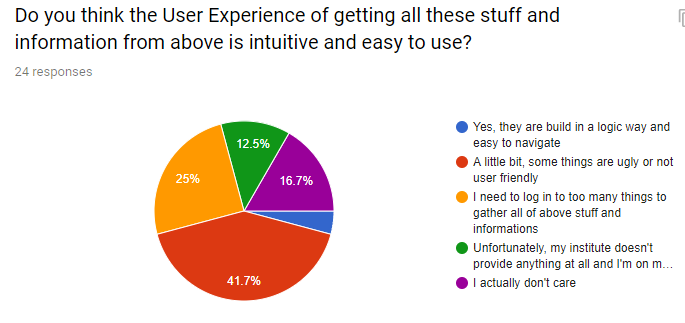 Do you think the User Experience of getting all these stuff and
information from above is intuitive and easy to use?
24 responses
12.5%
16.7%
25%
41.7%
Yes, they are build in a logic way and
easy to navigate
A little bit, some things are ugly or not
user friendly
I need to log in to too many things to
gather all of above stuff and
informations
Unfortunately, my institute doesn't
provide anything at all and I'm on m...
I actually don't care